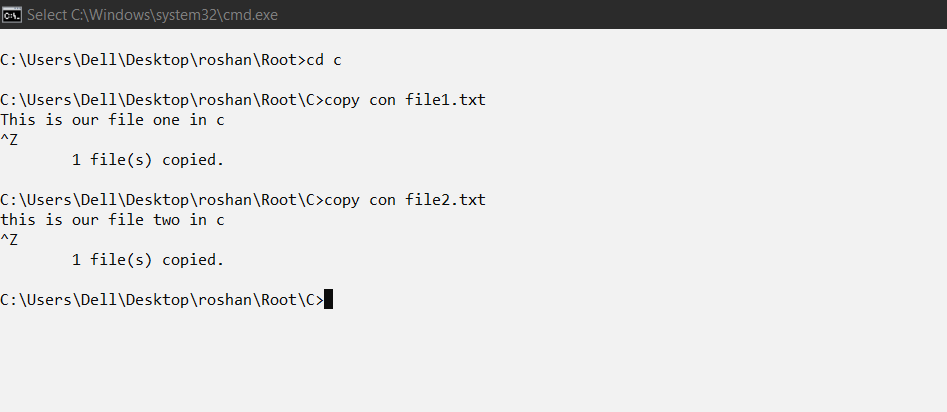 Select C:\Windows\system32\cmd.exe
C:\Users\Dell\Desktop\roshan\Root>cd c
C:\Users\Dell\Desktop\roshan\Root\C>copy con file1.txt
This is our file one in c
^Z
        1 file(s) copied.
C:\Users\Dell\Desktop\roshan\Root\C>copy con file2.txt
this is our file two in c
^Z
        1 file(s) copied.
C:\Users\Dell\Desktop\roshan\Root\C>